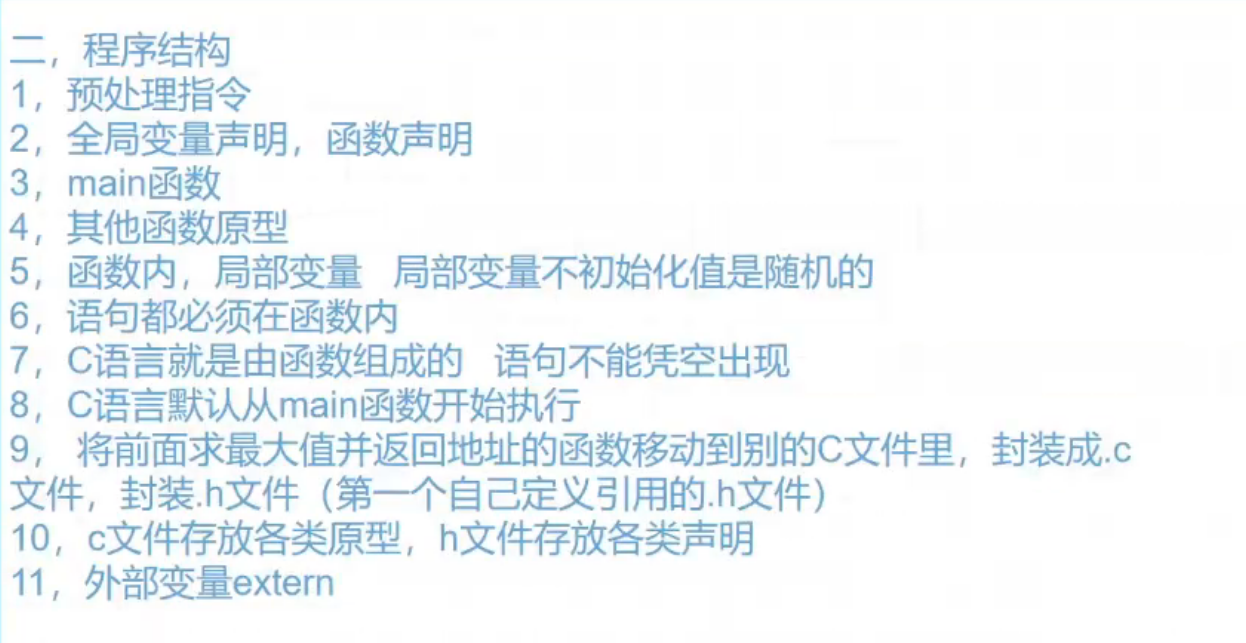 二，程序结构
1，预处理指令
2，全局变量声明，函数声明
3，main函数
4，其他函数原型
5，函数内，局部变量   局部变量不初始化值是随机的
6，语句都必须在函数内
7，C语言就是由函数组成的   语句不能凭空出现
8，C语言默认从main函数开始执行
9， 将前面求最大值并返回地址的函数移动到别的C文件里，封装成.c
文件，封装.h文件（第一个自己定义引用的.h文件）
10，c文件存放各类原型，h文件存放各类声明
11，外部变量extern